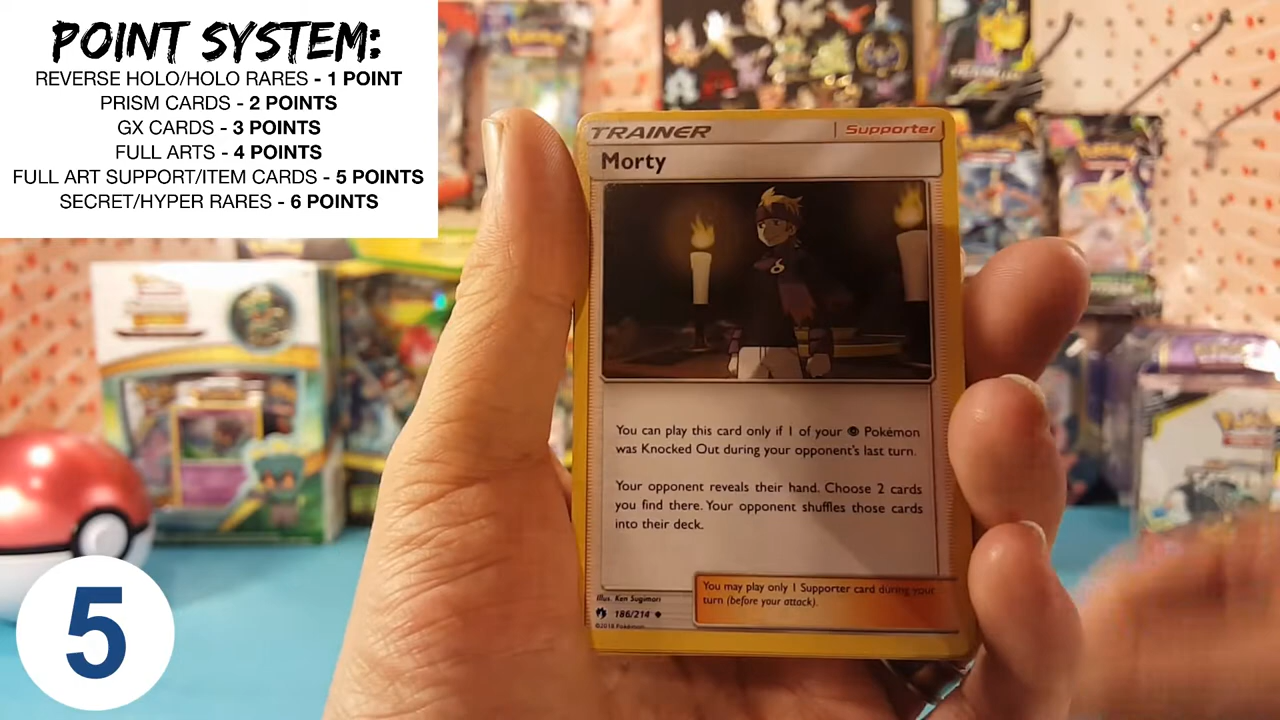 POINT SYSTEM:
REVERSE HOLO/HOLO RARES - 1 POINT
PRISM CARDS - 2 POINTS
GX CARDS - 3 POINTS
FULL ARTS - 4 POINTS
FULL ART SUPPORT/ITEM CARDS - 5 POINTS
SECRET/HYPER RARES - 6 POINTS
TRAINER
Supporter
Morty
You can play this card only if 1 of your Pokémon
was Knocked Out during your opponent's last turn.
Your opponent reveals their hand. Choose 2 cards
you find there. Your opponent shuffles those cards
into their deck.
You may play only 1 Supporter card during your
turn (before your attack).
Illus. Ken Sugimori
186/214
©2018 Pokémon
5